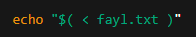 echo "$( < fayl.txt )"